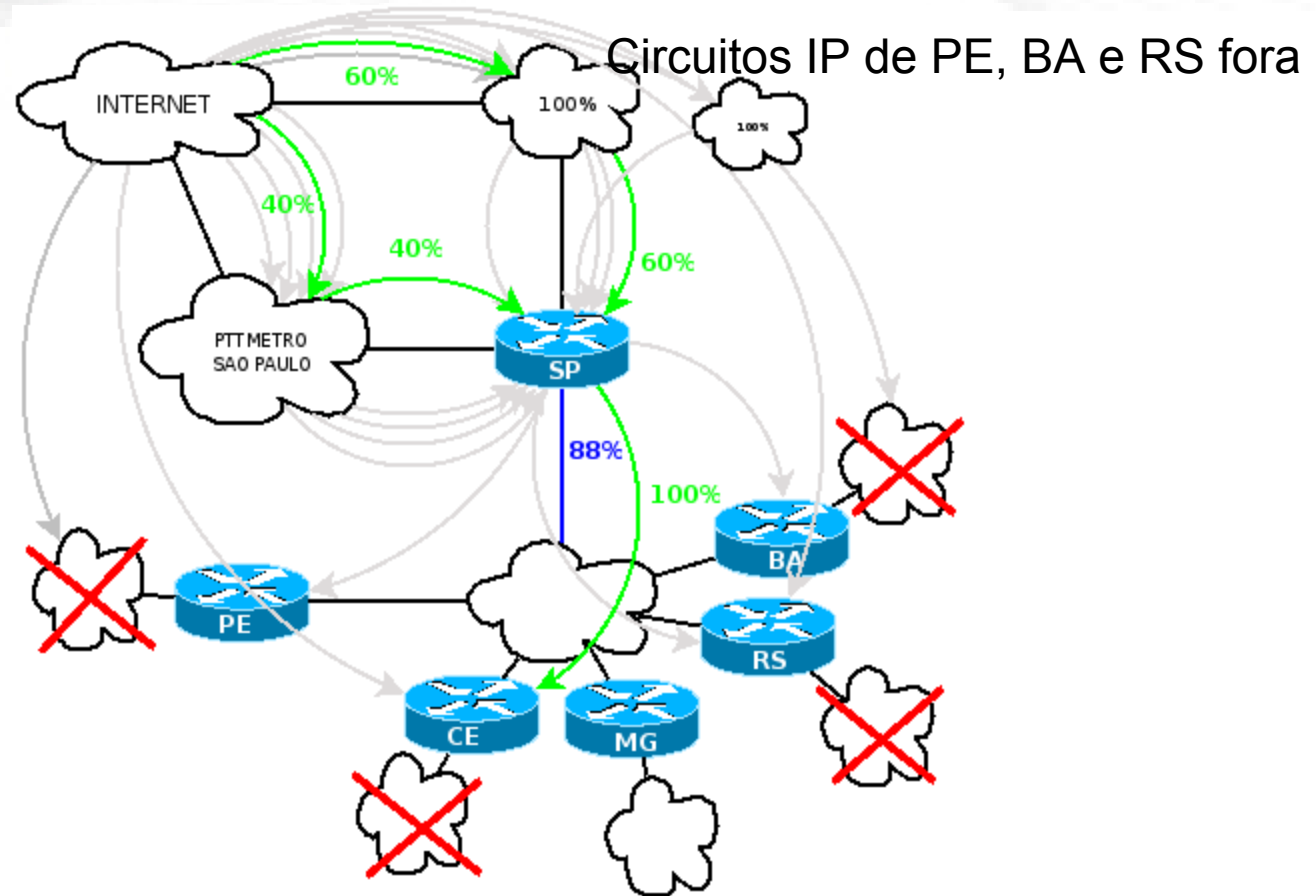 Circuitos IP de PE, BA e RS fora
60%
INTERNET
100%
100%
40%
40%
60%
PTTMETRO
SAO PAULO
SP
88%
100%
BA
PE
RS
CE
MG